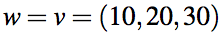 w = v = (10,20,30)